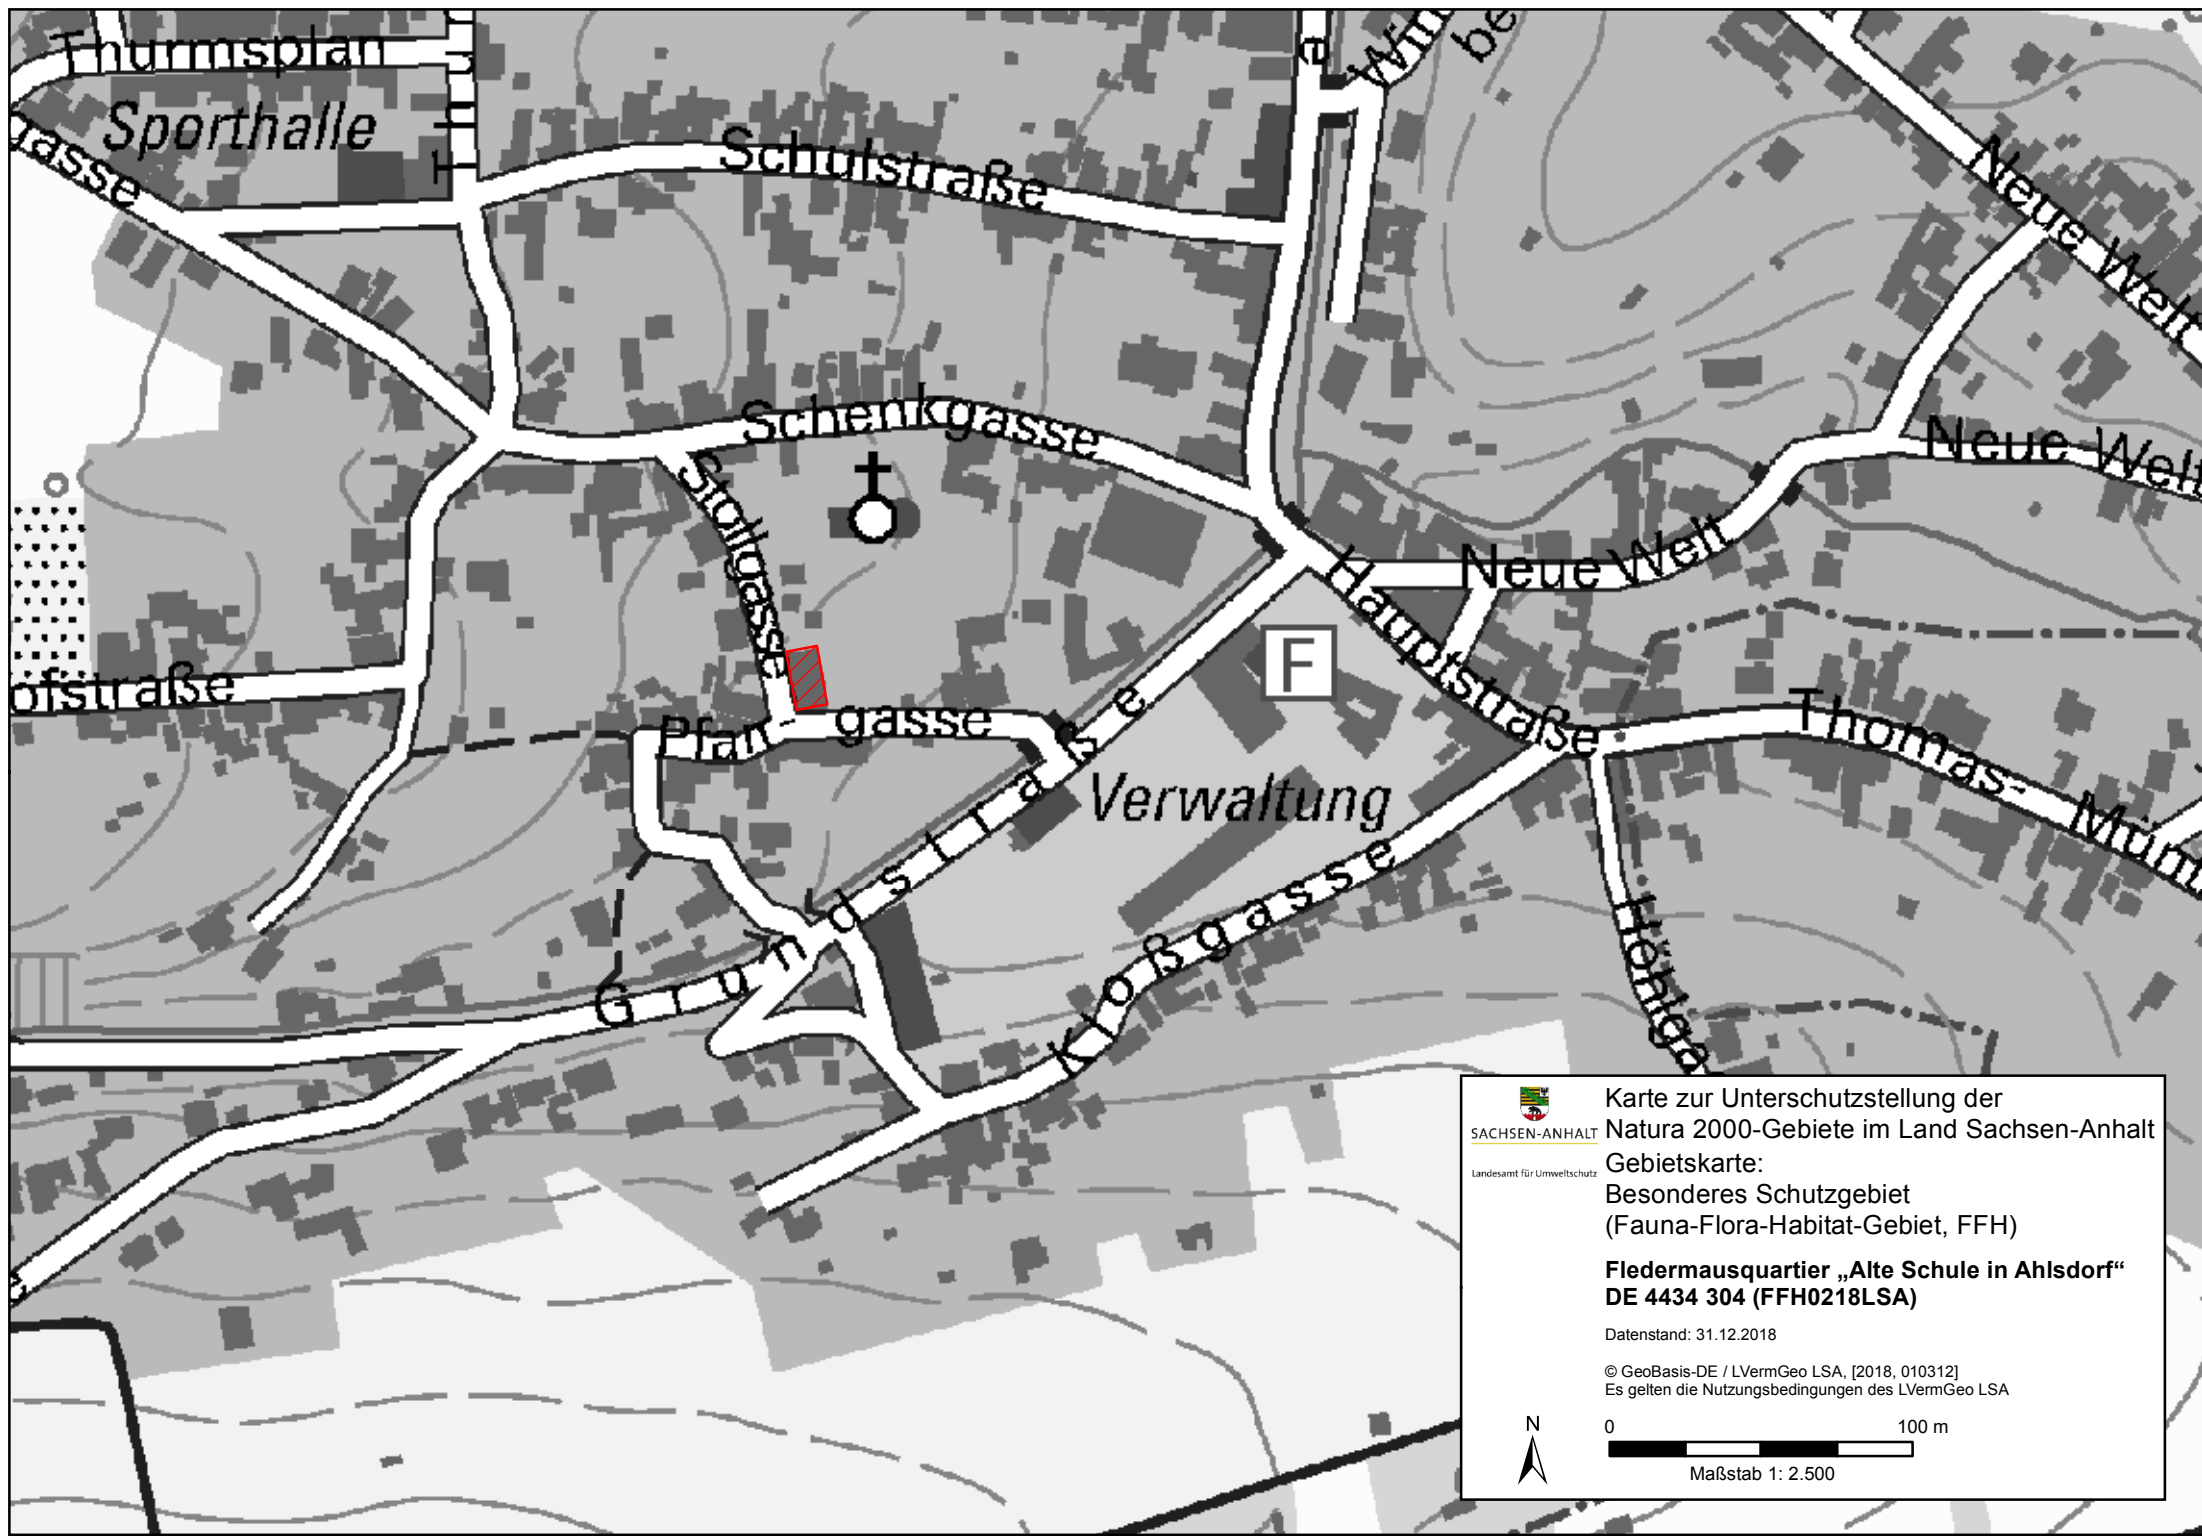 Thurmsplan
Sporthalle
gasse
Schulstraße
Neue Welt
Schenkgasse
Neue Welt
Stollgasse
Neue Welt
Hauptstraße
F
ofstraße
Pfarrgasse
Thomas-Münt
Verwaltung
Grundstraße
Kloßgasse
SACHSEN-ANHALT
Landesamt für Umweltschutz
Karte zur Unterschutzstellung der
Natura 2000-Gebiete im Land Sachsen-Anhalt
Gebietskarte:
Besonderes Schutzgebiet
(Fauna-Flora-Habitat-Gebiet, FFH)
Fledermausquartier „Alte Schule in Ahlsdorf“
DE 4434 304 (FFH0218LSA)
Datenstand: 31.12.2018
© GeoBasis-DE / LVermGeo LSA, [2018, 010312]
Es gelten die Nutzungsbedingungen des LVermGeo LSA
N
0 100 m
Maßstab 1: 2.500